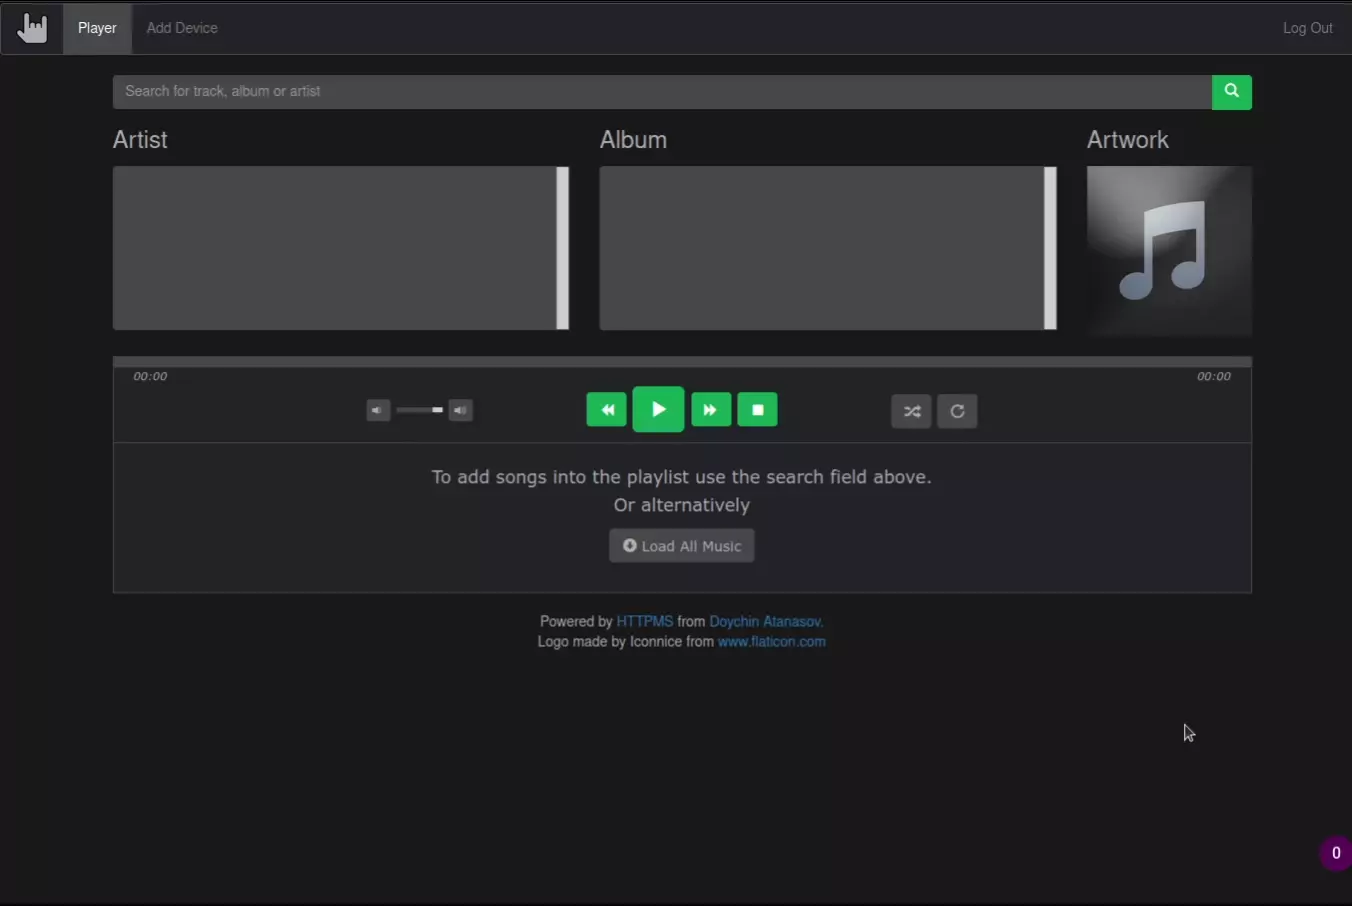 Player Add Device Log Out
Search for track, album or artist
Artist Album Artwork
00:00 00:00
To add songs into the playlist use the search field above.
Or alternatively
Load All Music
Powered by HTTPMS from Doychin Atanasov.
Logo made by Iconnice from www.flaticon.com
0